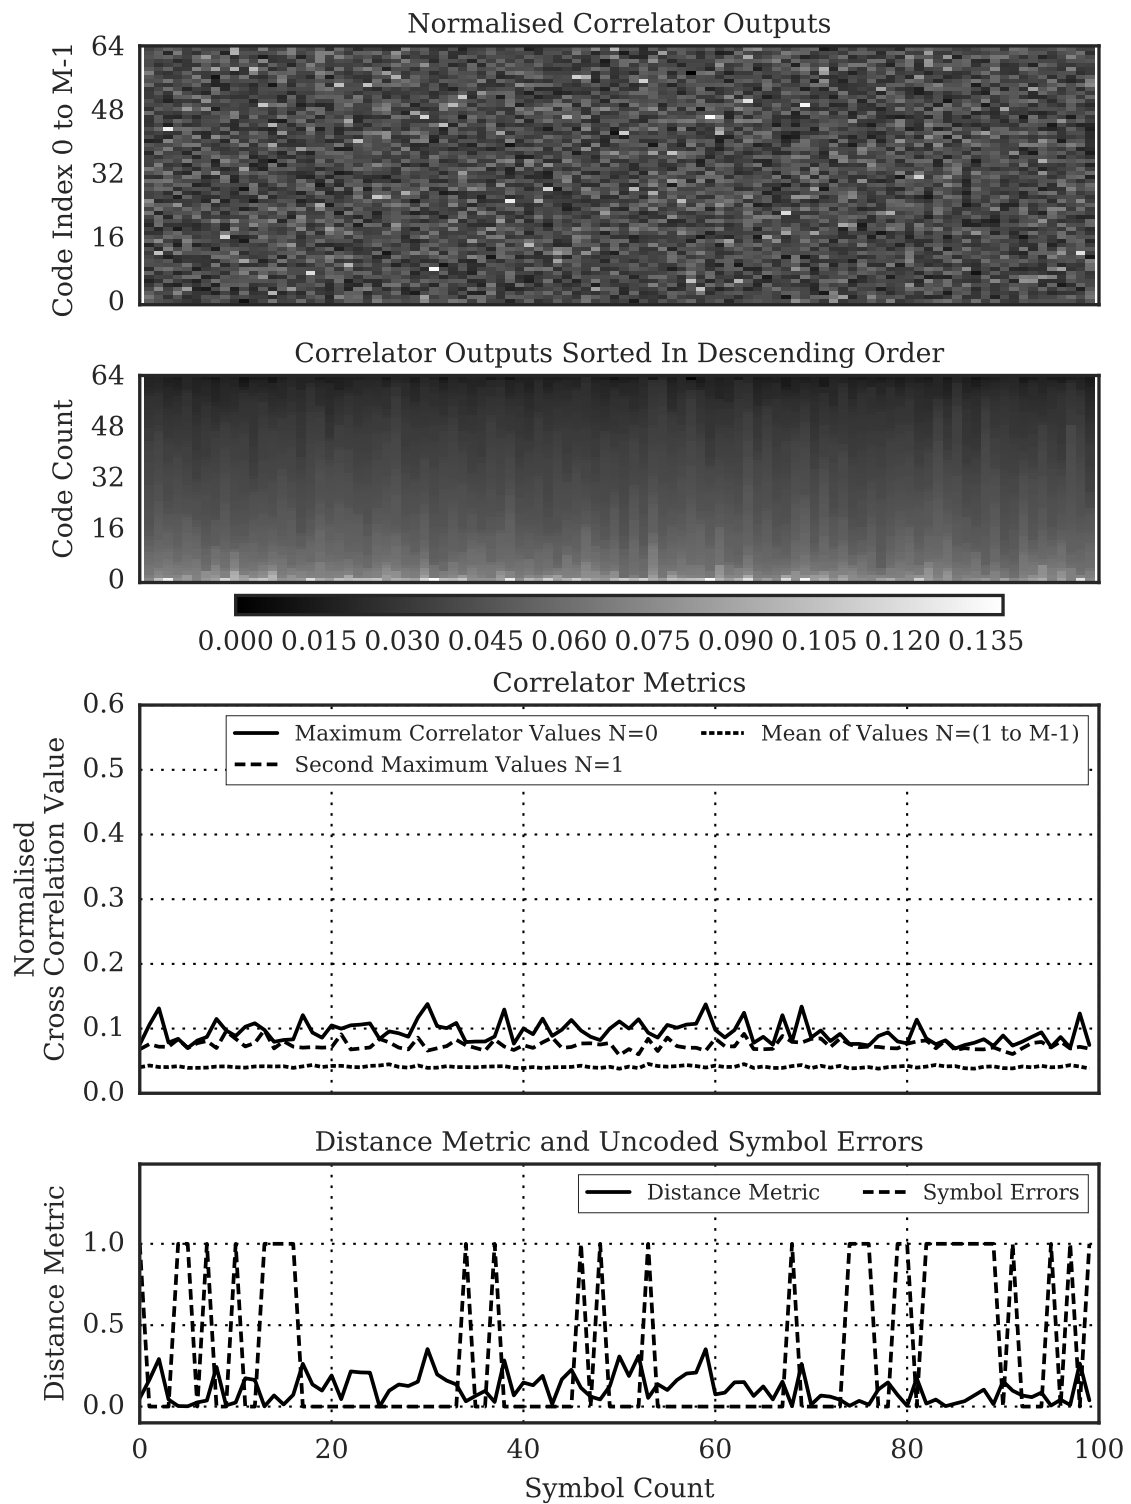 Normalised Correlator Outputs
Code Index 0 to M-1
64
48
32
16
0
Correlator Outputs Sorted In Descending Order
Code Count
64
48
32
16
0
0.000 0.015 0.030 0.045 0.060 0.075 0.090 0.105 0.120 0.135
Correlator Metrics
Normalised
Cross Correlation Value
0.6
0.5
0.4
0.3
0.2
0.1
0.0
Maximum Correlator Values N=0
Second Maximum Values N=1
Mean of Values N=(1 to M-1)
Distance Metric and Uncoded Symbol Errors
Distance Metric
1.0
0.5
0.0
Distance Metric
Symbol Errors
0 20 40 60 80 100
Symbol Count